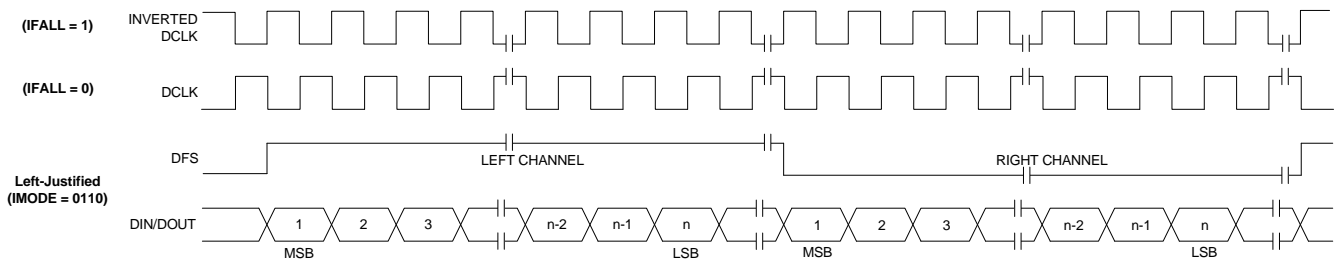 (IFALL = 1)
INVERTED
DCLK
(IFALL = 0)
DCLK
DFS
LEFT CHANNEL
RIGHT CHANNEL
Left-Justified
(IMODE = 0110)
DIN/DOUT
1 2 3 n-2 n-1 n 1 2 3 n-2 n-1 n
MSB LSB MSB LSB